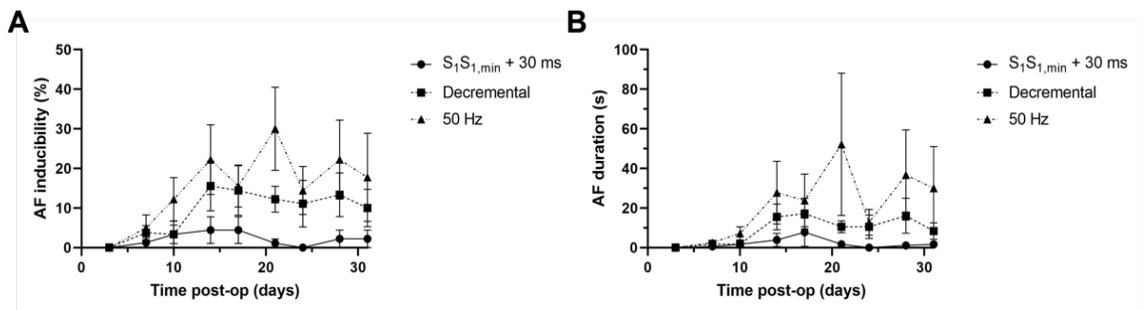 A
B
50
40
30
20
10
0
AF inducibility (%)
0 10 20 30
Time post-op (days)
S₁S₁,min + 30 ms
Decremental
50 Hz
100
80
60
40
20
0
AF duration (s)
0 10 20 30
Time post-op (days)
S₁S₁,min + 30 ms
Decremental
50 Hz